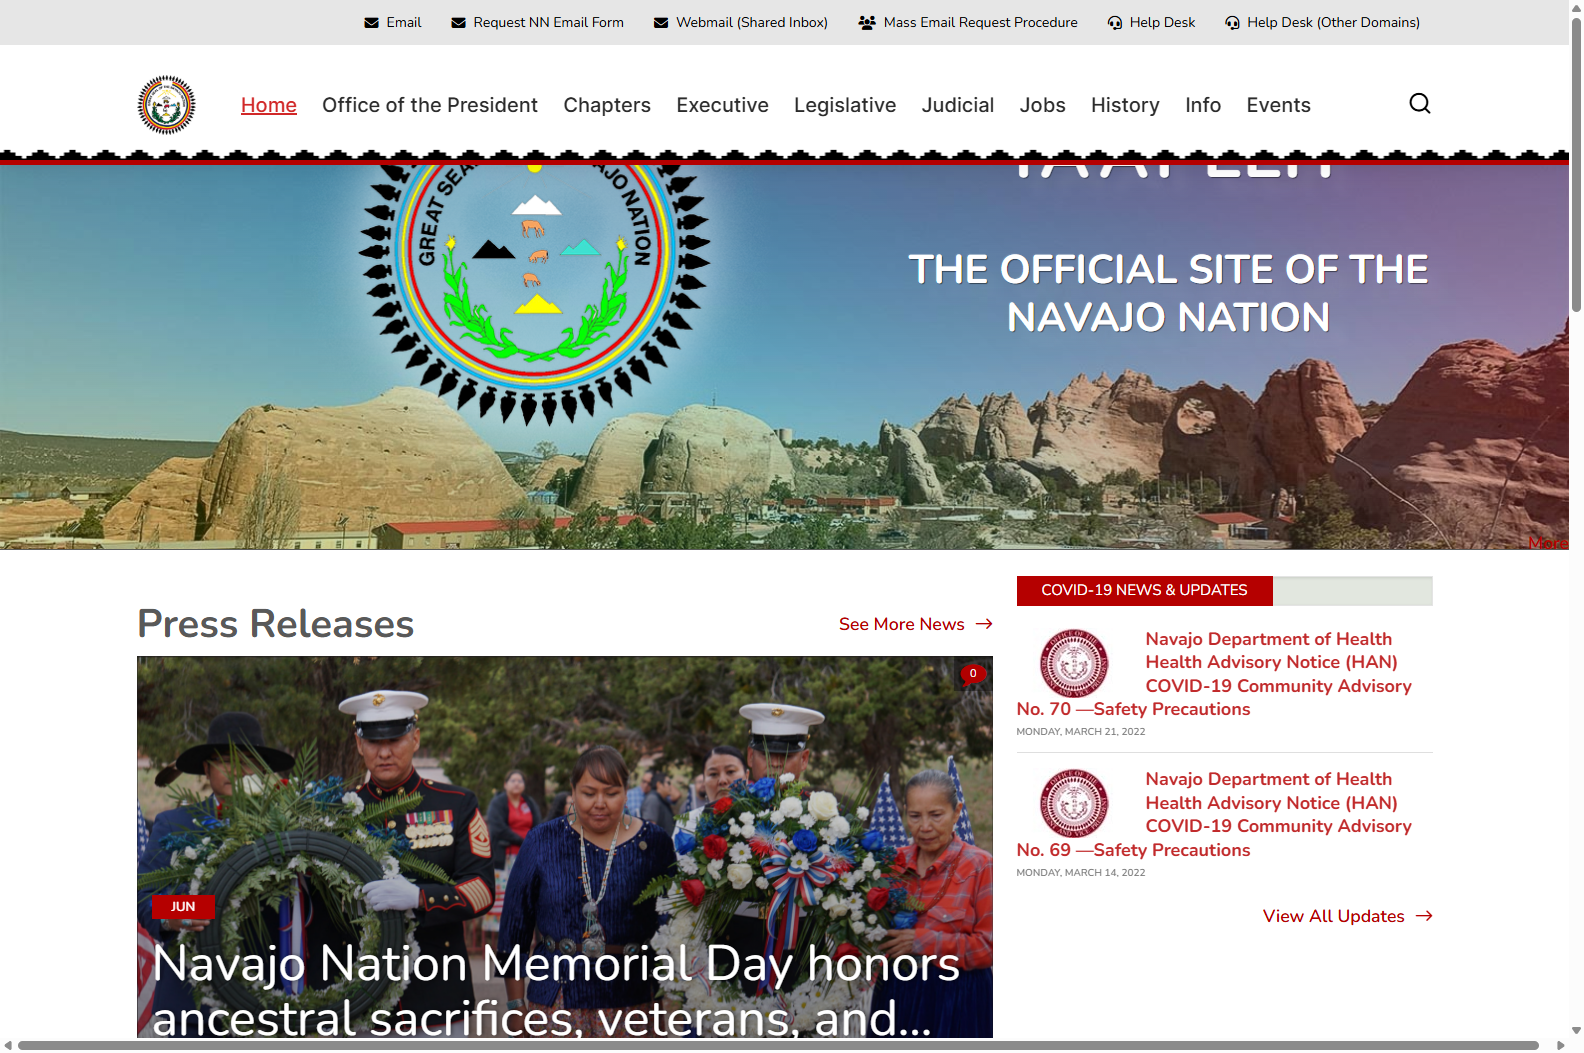 Email
Request NN Email Form
Webmail (Shared Inbox)
Mass Email Request Procedure
Help Desk
Help Desk (Other Domains)
Home
Office of the President
Chapters
Executive
Legislative
Judicial
Jobs
History
Info
Events
GREAT SEAL
NAVAJO NATION
THE OFFICIAL SITE OF THE
NAVAJO NATION
More
Press Releases
See More News
0
JUN
Navajo Nation Memorial Day honors
ancestral sacrifices, veterans, and...
COVID-19 NEWS & UPDATES
Navajo Department of Health
Health Advisory Notice (HAN)
COVID-19 Community Advisory
No. 70 —Safety Precautions
MONDAY, MARCH 21, 2022
Navajo Department of Health
Health Advisory Notice (HAN)
COVID-19 Community Advisory
No. 69 —Safety Precautions
MONDAY, MARCH 14, 2022
View All Updates